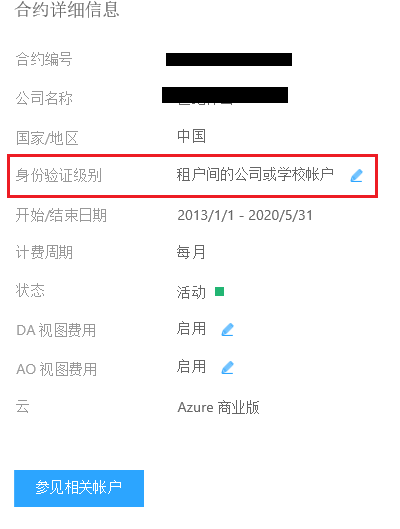 合约详细信息
合约编号
公司名称
国家/地区 中国
身份验证级别 租户间的公司或学校帐户
开始/结束日期 2013/1/1 - 2020/5/31
计费周期 每月
状态 活动
DA 视图费用 启用
AO 视图费用 启用
云 Azure 商业版
参见相关帐户